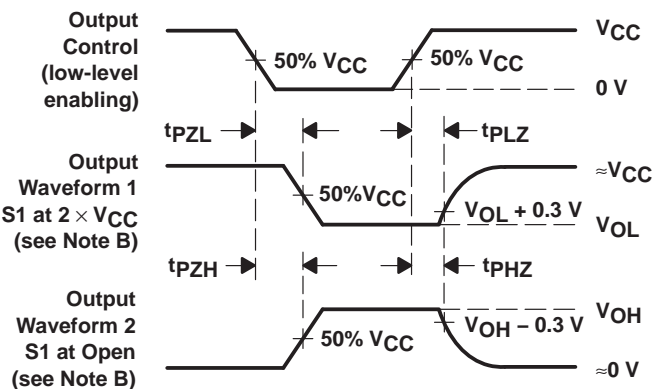 Output
Control
(low-level
enabling)
50% VCC
50% VCC
VCC
0 V
tPZL
tPLZ
Output
Waveform 1
S1 at 2 × VCC
(see Note B)
50%VCC
≈VCC
VOL + 0.3 V
VOL
tPZH
tPHZ
Output
Waveform 2
S1 at Open
(see Note B)
50% VCC
VOH
VOH − 0.3 V
≈0 V